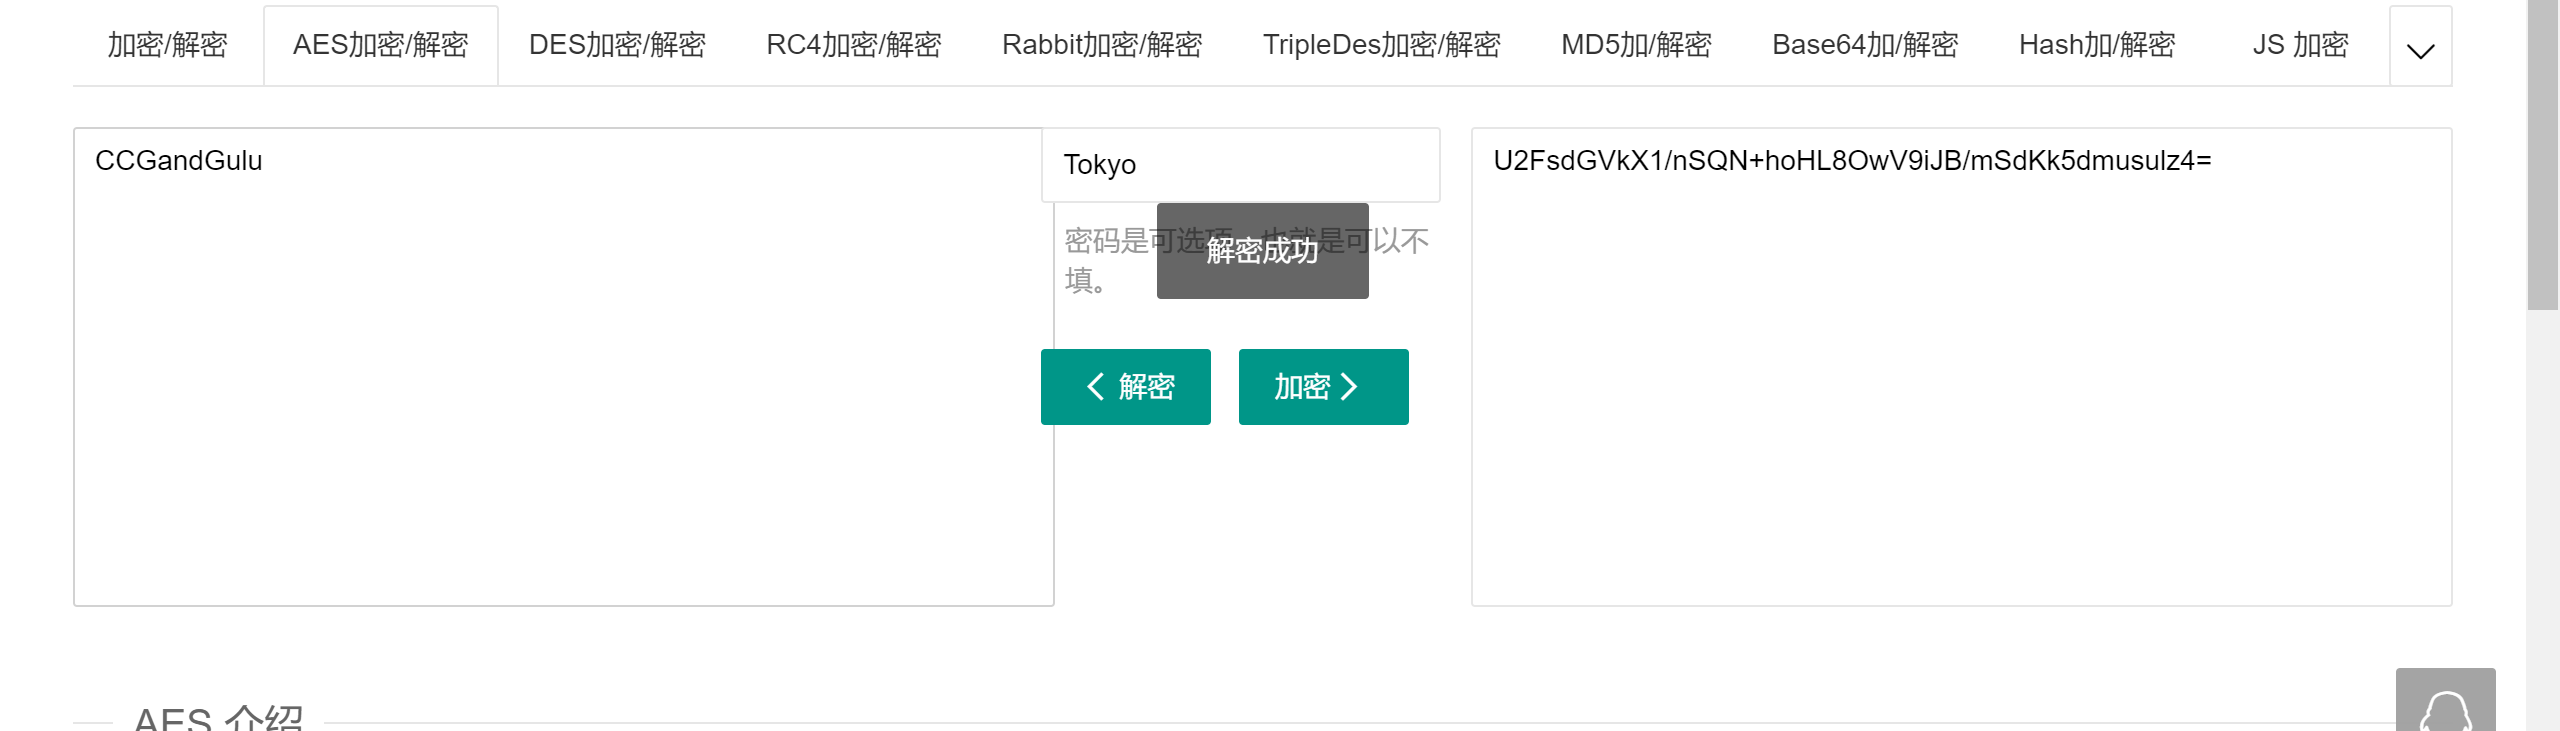 加密/解密
AES加密/解密
DES加密/解密
RC4加密/解密
Rabbit加密/解密
TripleDes加密/解密
MD5加/解密
Base64加/解密
Hash加/解密
JS 加密
CCGandGulu
Tokyo
U2FsdGVkX1/nSQN+hoHL8OwV9iJB/mSdKk5dmusulz4=
密码是可选项，也就是可以不
填。
解密成功
解密
加密
AES 介绍